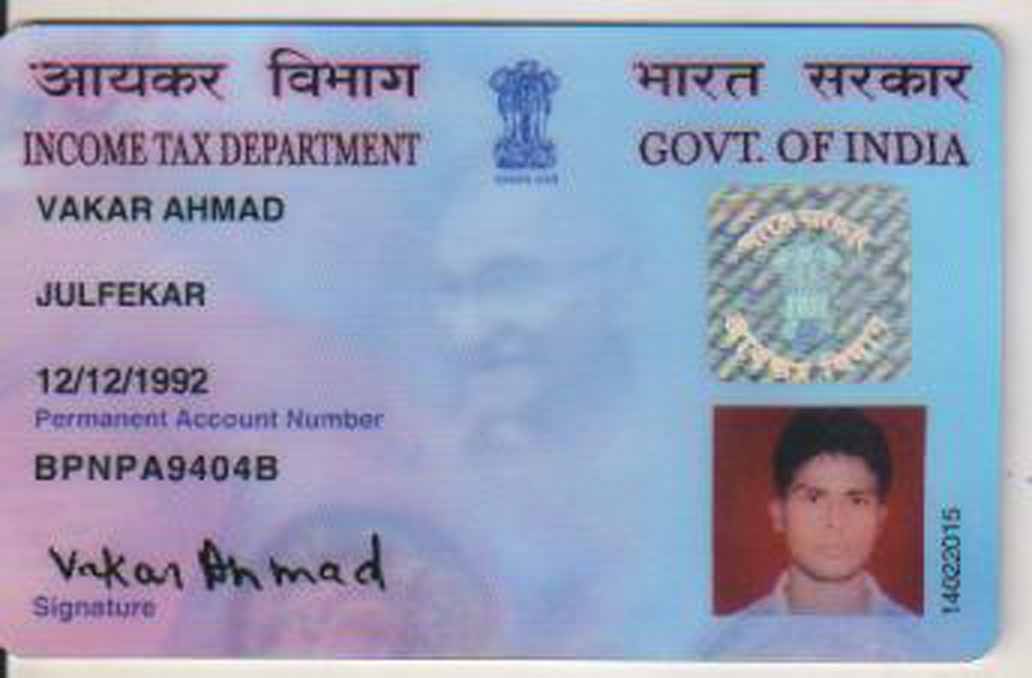 आयकर विभाग
भारत सरकार
INCOME TAX DEPARTMENT
GOVT. OF INDIA
VAKAR AHMAD
JULFEKAR
12/12/1992
Permanent Account Number
BPNPA9404B
Vakar Ahmad
Signature
14022015